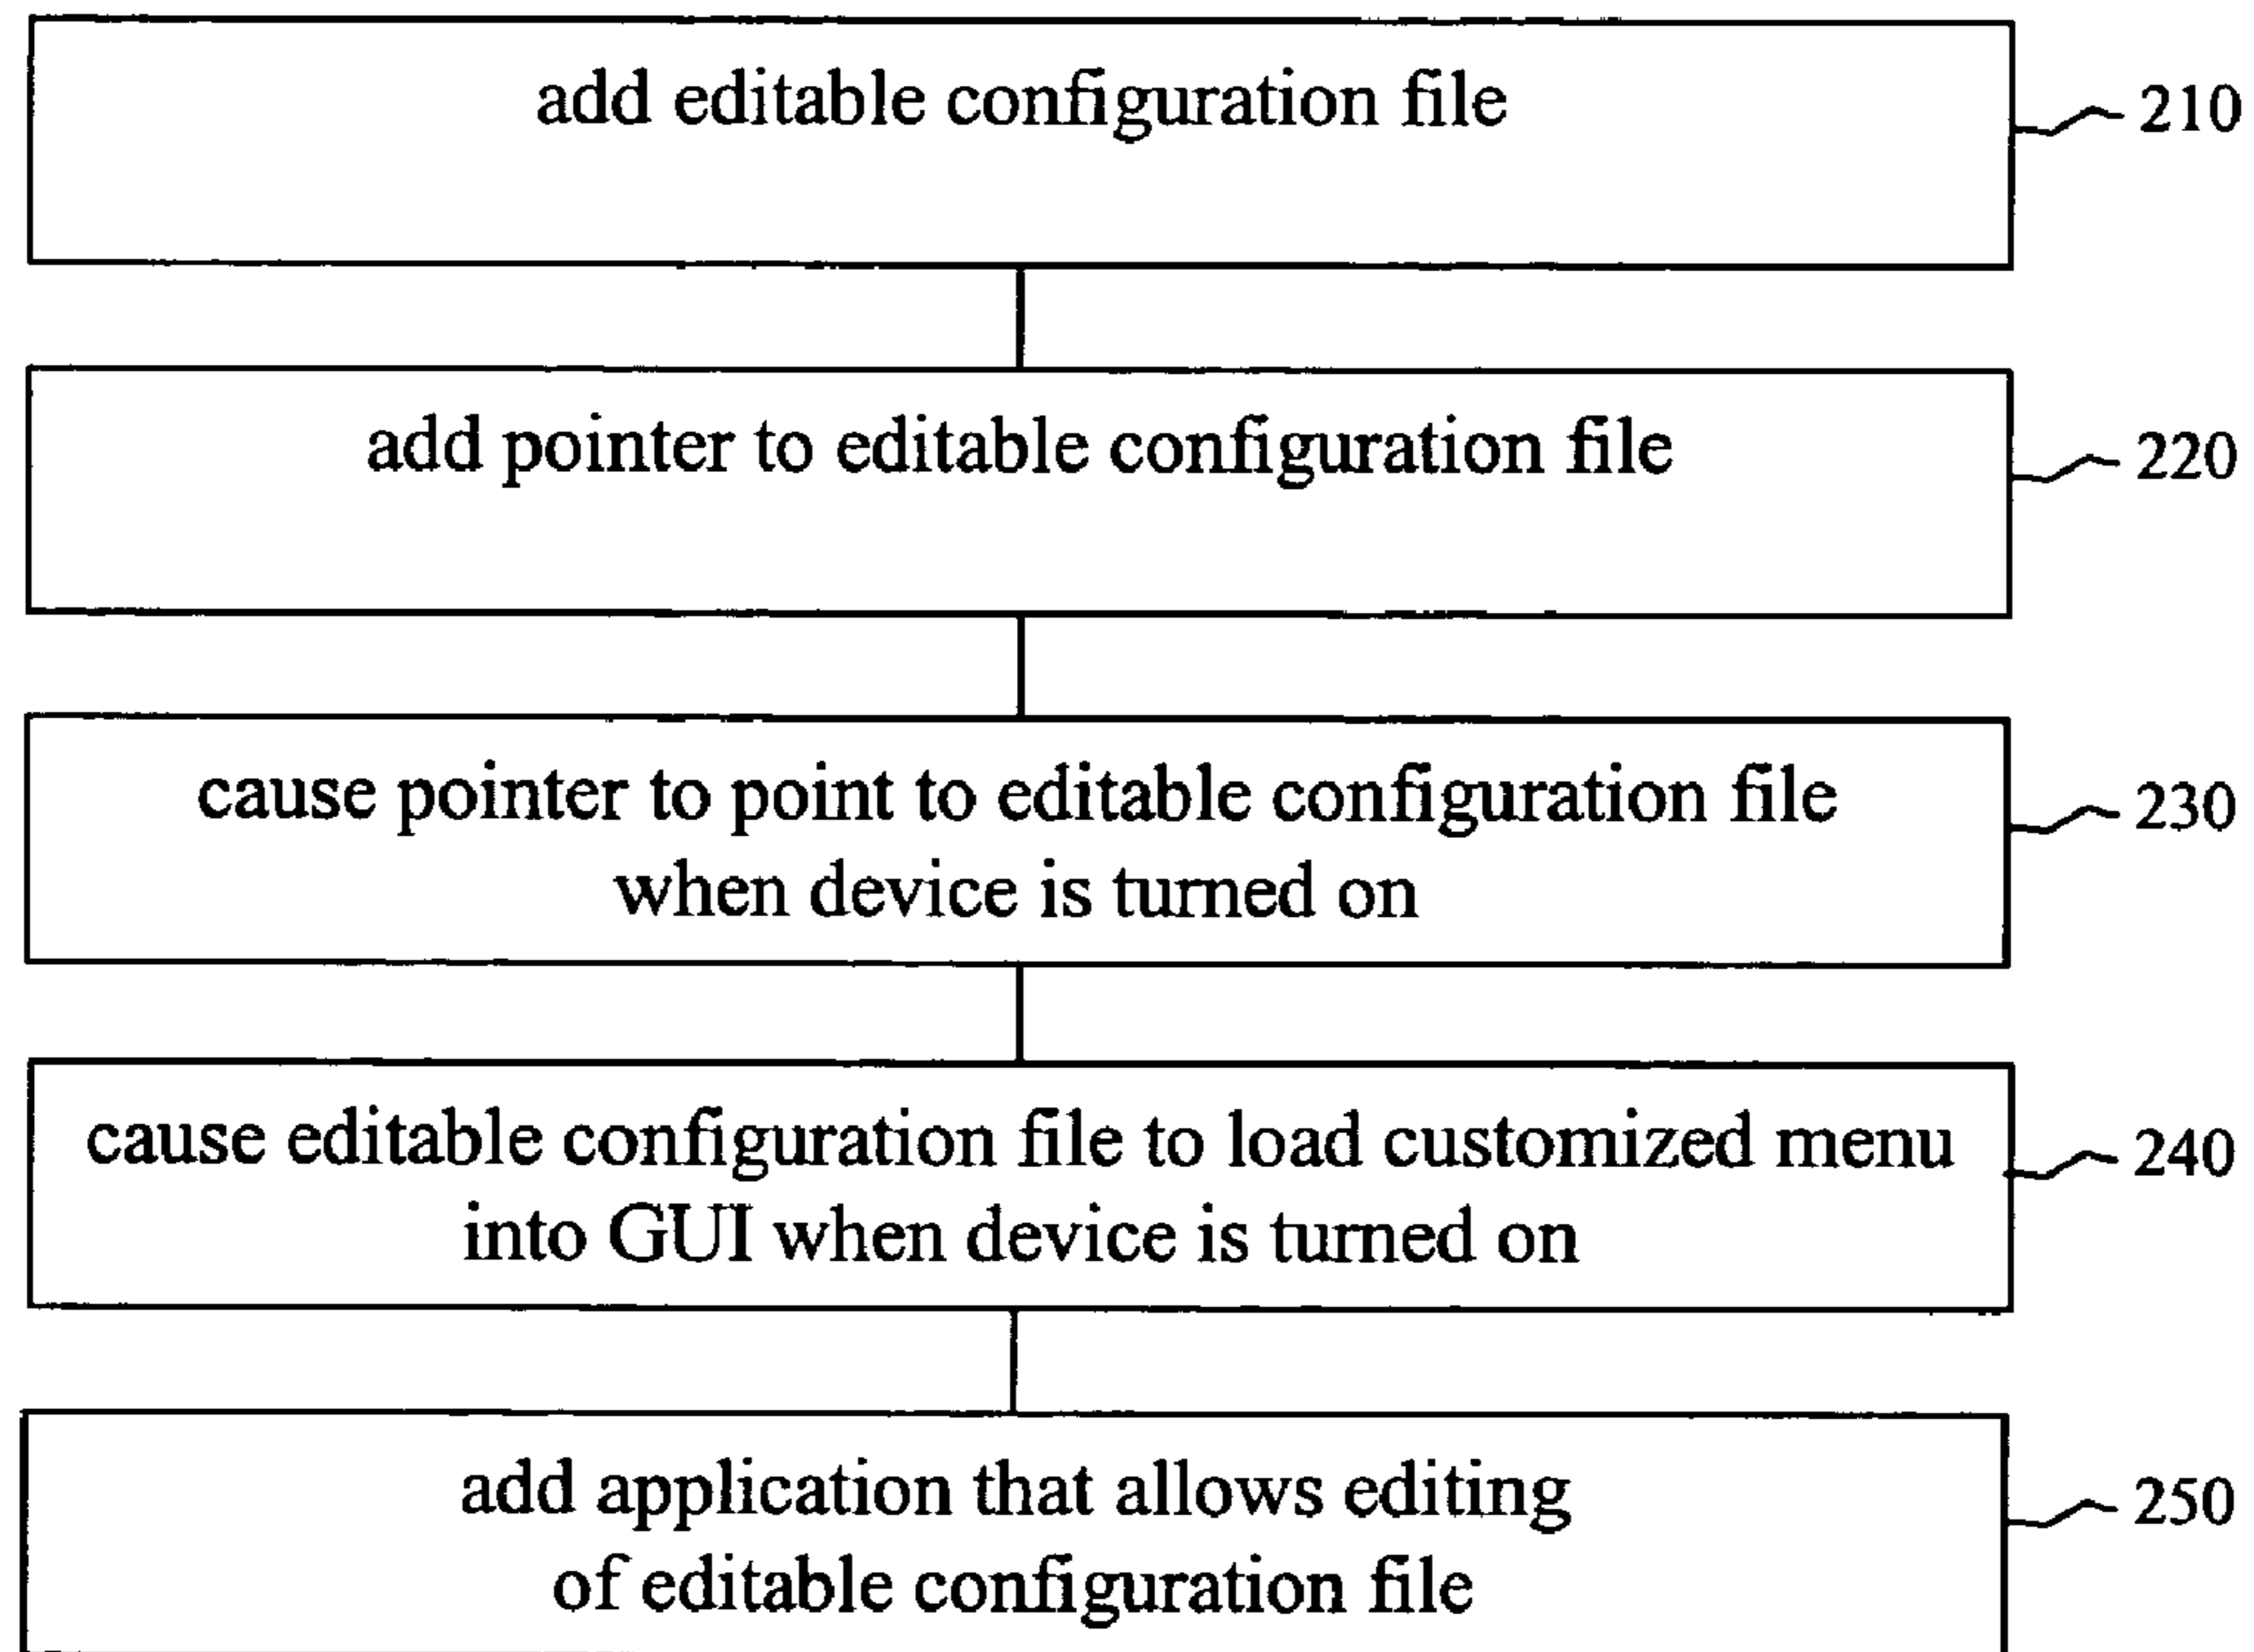 add editable configuration file
210
add pointer to editable configuration file
220
cause pointer to point to editable configuration file
when device is turned on
230
cause editable configuration file to load customized menu
into GUI when device is turned on
240
add application that allows editing
of editable configuration file
250